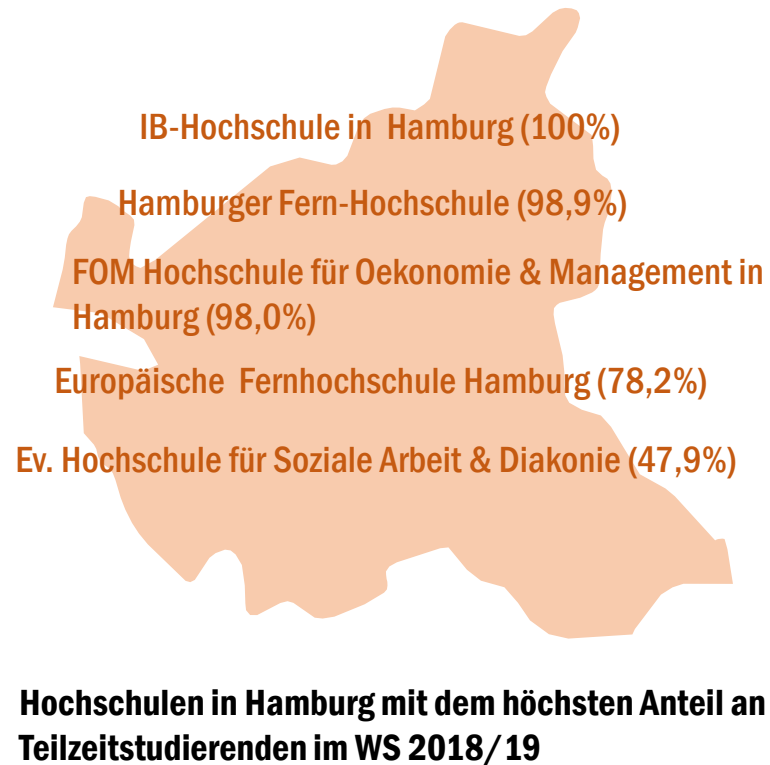 IB-Hochschule in Hamburg (100%)
Hamburger Fern-Hochschule (98,9%)
FOM Hochschule für Oekonomie & Management in
Hamburg (98,0%)
Europäische Fernhochschule Hamburg (78,2%)
Ev. Hochschule für Soziale Arbeit & Diakonie (47,9%)
Hochschulen in Hamburg mit dem höchsten Anteil an
Teilzeitstudierenden im WS 2018/19